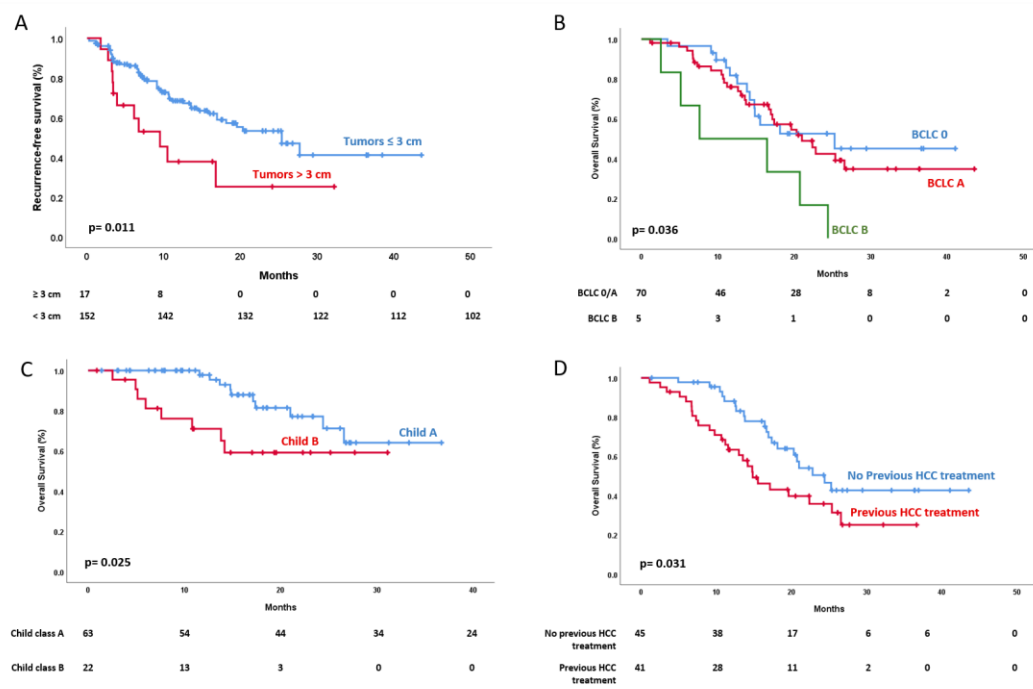 A
Recurrence-free survival (%)
1.0
0.8
0.6
0.4
0.2
0.0
Tumors ≤ 3 cm
Tumors > 3 cm
p= 0.011
0 10 20 30 40 50
Months
≥ 3 cm 17 8 0 0 0 0
< 3 cm 152 142 132 122 112 102
B
Overall Survival (%)
1.0
0.8
0.6
0.4
0.2
0.0
BCLC 0
BCLC A
BCLC B
p= 0.036
0 10 20 30 40 50
Months
BCLC 0/A 70 46 28 8 2 0
BCLC B 5 3 1 0 0 0
C
Overall Survival (%)
1.0
0.8
0.6
0.4
0.2
0.0
Child B
Child A
p= 0.025
0 10 20 30 40
Months
Child class A 63 54 44 34 24
Child class B 22 13 3 0 0
D
Overall Survival (%)
1.0
0.8
0.6
0.4
0.2
0.0
No Previous HCC treatment
Previous HCC treatment
p= 0.031
0 10 20 30 40 50
Months
No previous HCC 45 38 17 6 6 0
treatment
Previous HCC 41 28 11 2 0 0
treatment